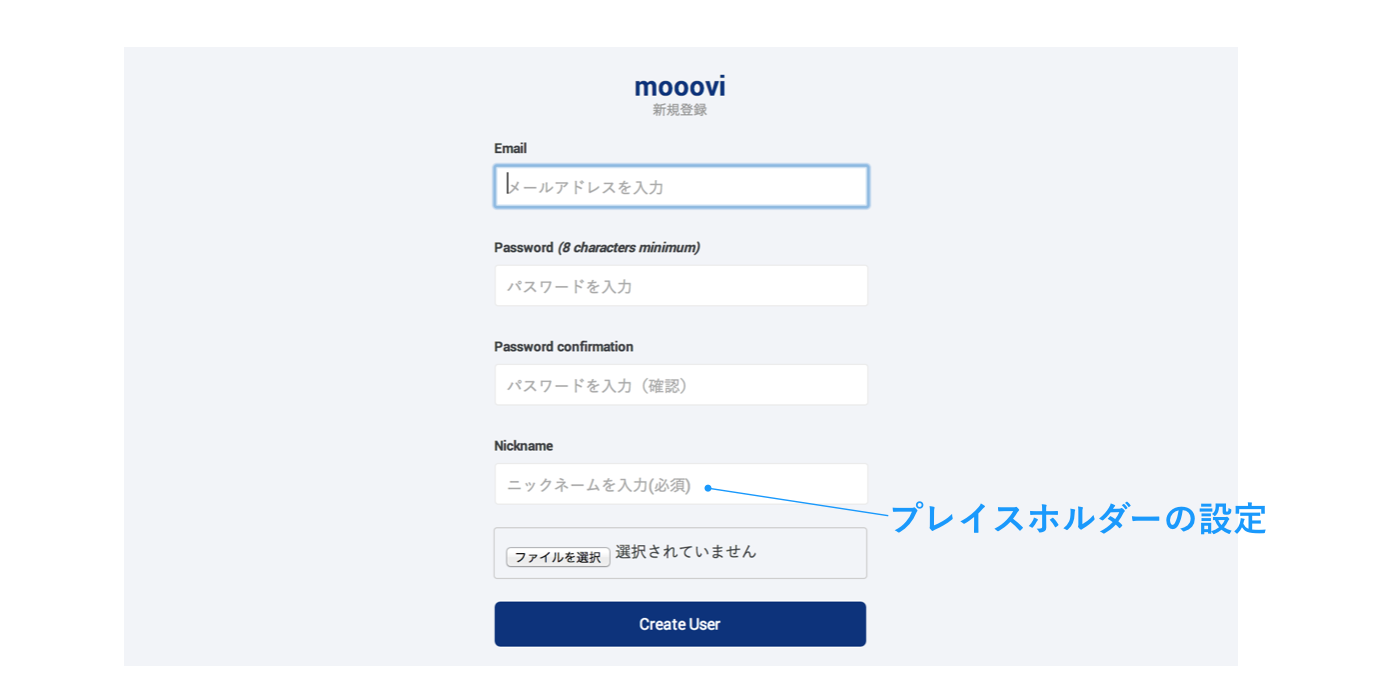 mooovi
新規登録
Email
メールアドレスを入力
Password (8 characters minimum)
パスワードを入力
Password confirmation
パスワードを入力（確認）
Nickname
ニックネームを入力(必須)
プレイスホルダーの設定
ファイルを選択 選択されていません
Create User